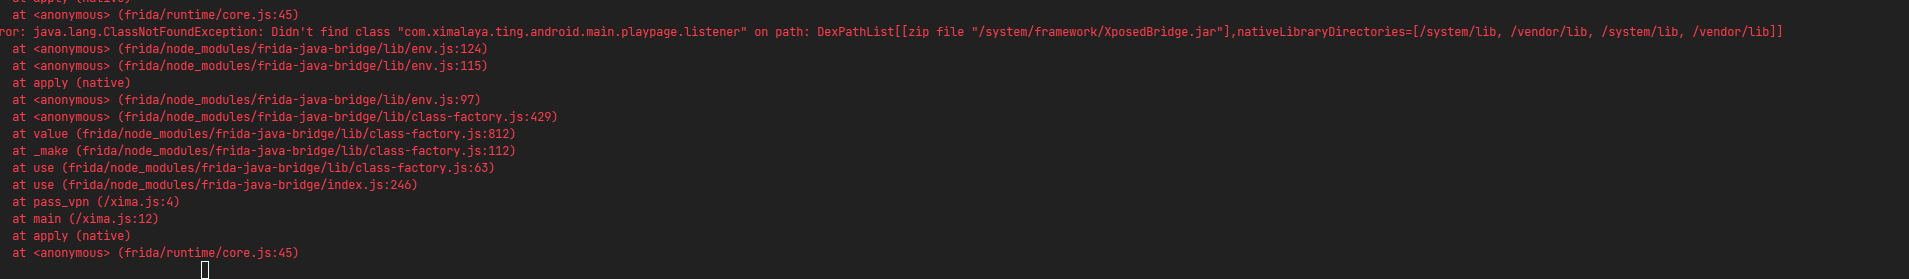 at <anonymous> (frida/runtime/core.js:45)
ror: java.lang.ClassNotFoundException: Didn't find class "com.ximalaya.ting.android.main.playpage.listener" on path: DexPathList[[zip file "/system/framework/XposedBridge.jar"],nativeLibraryDirectories=[/system/lib, /vendor/lib, /system/lib, /vendor/lib]]
at <anonymous> (frida/node_modules/frida-java-bridge/lib/env.js:124)
at <anonymous> (frida/node_modules/frida-java-bridge/lib/env.js:115)
at apply (native)
at <anonymous> (frida/node_modules/frida-java-bridge/lib/env.js:97)
at <anonymous> (frida/node_modules/frida-java-bridge/lib/class-factory.js:429)
at value (frida/node_modules/frida-java-bridge/lib/class-factory.js:812)
at _make (frida/node_modules/frida-java-bridge/lib/class-factory.js:112)
at use (frida/node_modules/frida-java-bridge/lib/class-factory.js:63)
at use (frida/node_modules/frida-java-bridge/index.js:246)
at pass_vpn (/xima.js:4)
at main (/xima.js:12)
at apply (native)
at <anonymous> (frida/runtime/core.js:45)